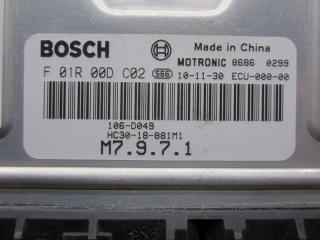 BOSCH Made in China
MOTRONIC 8686 0299
F 01R 00D C02 S66 10-11-30 ECU-000-00
106-D049
HC30-18-881M1
M7.9.7.1